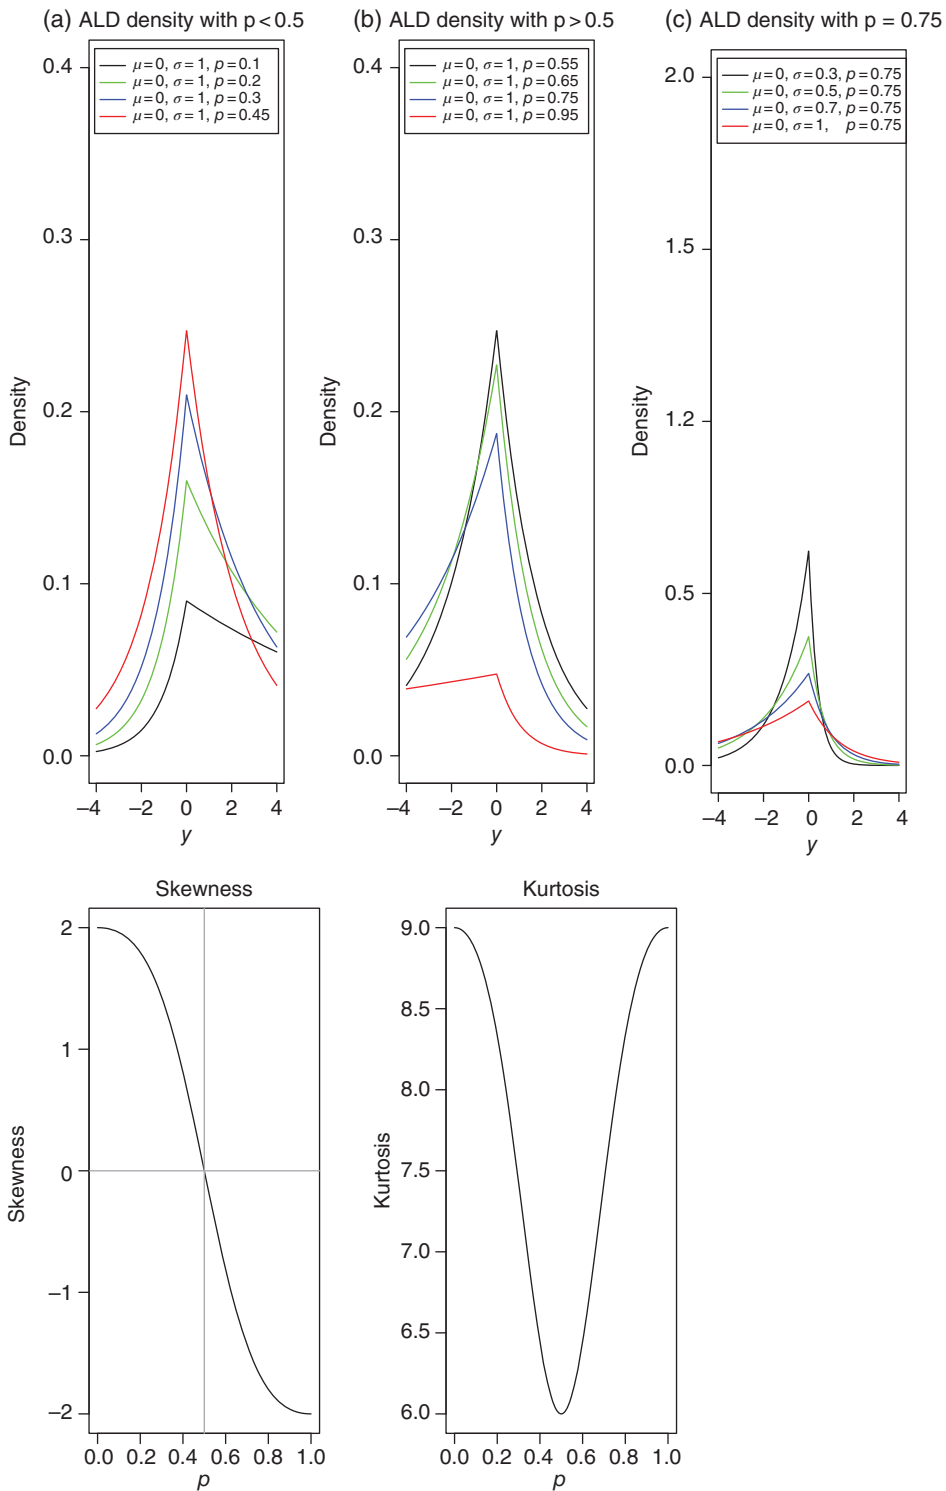 (a) ALD density with p < 0.5
μ = 0, σ = 1, p = 0.1
μ = 0, σ = 1, p = 0.2
μ = 0, σ = 1, p = 0.3
μ = 0, σ = 1, p = 0.45
Density
0.4
0.3
0.2
0.1
0.0
−4 −2 0 2 4
y
(b) ALD density with p > 0.5
μ = 0, σ = 1, p = 0.55
μ = 0, σ = 1, p = 0.65
μ = 0, σ = 1, p = 0.75
μ = 0, σ = 1, p = 0.95
Density
0.4
0.3
0.2
0.1
0.0
−4 −2 0 2 4
y
(c) ALD density with p = 0.75
μ = 0, σ = 0.3, p = 0.75
μ = 0, σ = 0.5, p = 0.75
μ = 0, σ = 0.7, p = 0.75
μ = 0, σ = 1, p = 0.75
Density
2.0
1.5
1.2
0.5
0.0
−4 −2 0 2 4
y
Skewness
Skewness
2
1
0
−1
−2
0.0 0.2 0.4 0.6 0.8 1.0
p
Kurtosis
Kurtosis
9.0
8.5
8.0
7.5
7.0
6.5
6.0
0.0 0.2 0.4 0.6 0.8 1.0
p